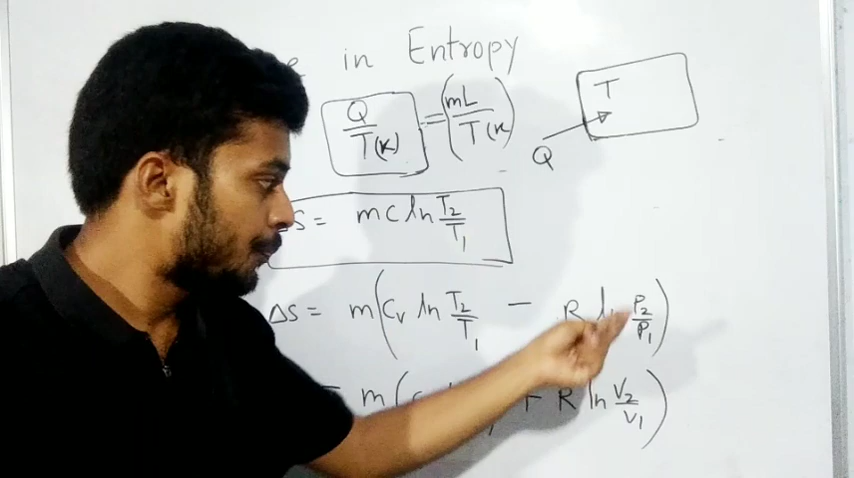 in Entropy
Q/T(K) = (mL/T(K)
T
Q
S = mc ln T2/T1
ΔS = m(Cv ln T2/T1 − R ln P2/P1)
= m( + R ln V2/V1)